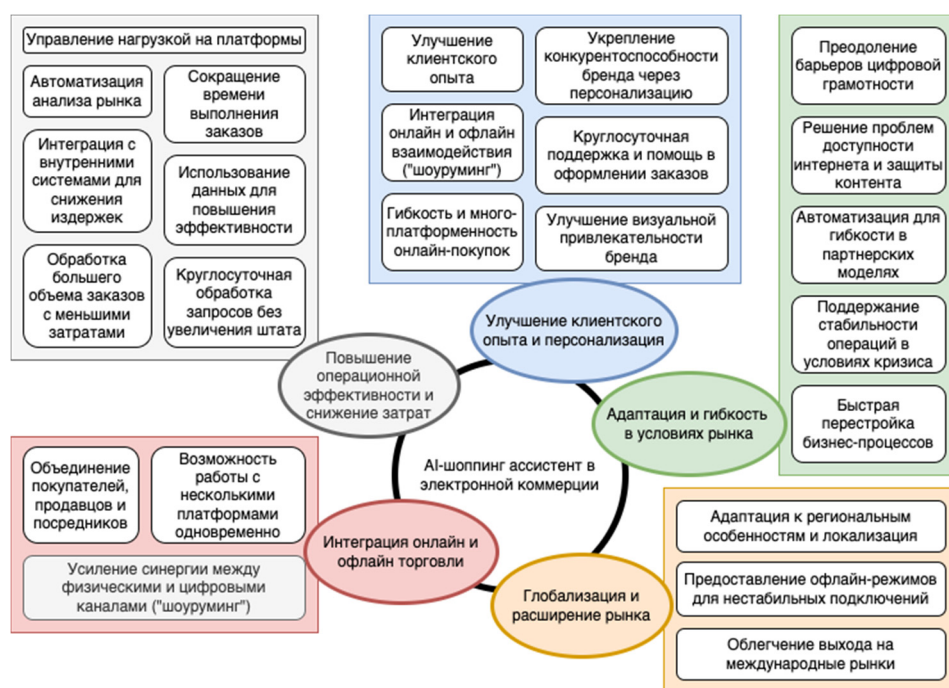 Управление нагрузкой на платформы
Автоматизация
анализа рынка
Сокращение
времени
выполнения
заказов
Интеграция с
внутренними
системами для
снижения
издержек
Использование
данных для
повышения
эффективности
Обработка
большего
объема заказов
с меньшими
затратами
Круглосуточная
обработка
запросов без
увеличения штата
Улучшение
клиентского
опыта
Укрепление
конкурентоспособности
бренда через
персонализацию
Интеграция
онлайн и офлайн
взаимодействия
("шоуруминг")
Круглосуточная
поддержка и помощь в
оформлении заказов
Гибкость и много-
платформенность
онлайн-покупок
Улучшение визуальной
привлекательности
бренда
Преодоление
барьеров цифровой
грамотности
Решение проблем
доступности
интернета и защиты
контента
Автоматизация для
гибкости в
партнерских
моделях
Поддержание
стабильности
операций в
условиях кризиса
Быстрая
перестройка
бизнес-процессов
Улучшение клиентского
опыта и персонализация
Повышение
операционной
эффективности и
снижение затрат
Адаптация и гибкость
в условиях рынка
AI-шоппинг ассистент в
электронной коммерции
Объединение
покупателей,
продавцов и
посредников
Возможность
работы с
несколькими
платформами
одновременно
Усиление синергии между
физическими и цифровыми
каналами ("шоуруминг")
Интеграция онлайн и
офлайн торговли
Глобализация и
расширение рынка
Адаптация к региональным
особенностям и локализация
Предоставление офлайн-режимов
для нестабильных подключений
Облегчение выхода на
международные рынки